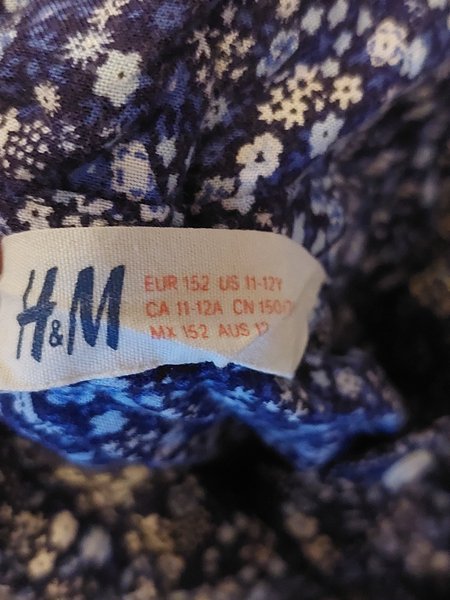 H&M
EUR 152 US 11-12Y
CA 11-12A CN 150/
MX 152 AUS 12